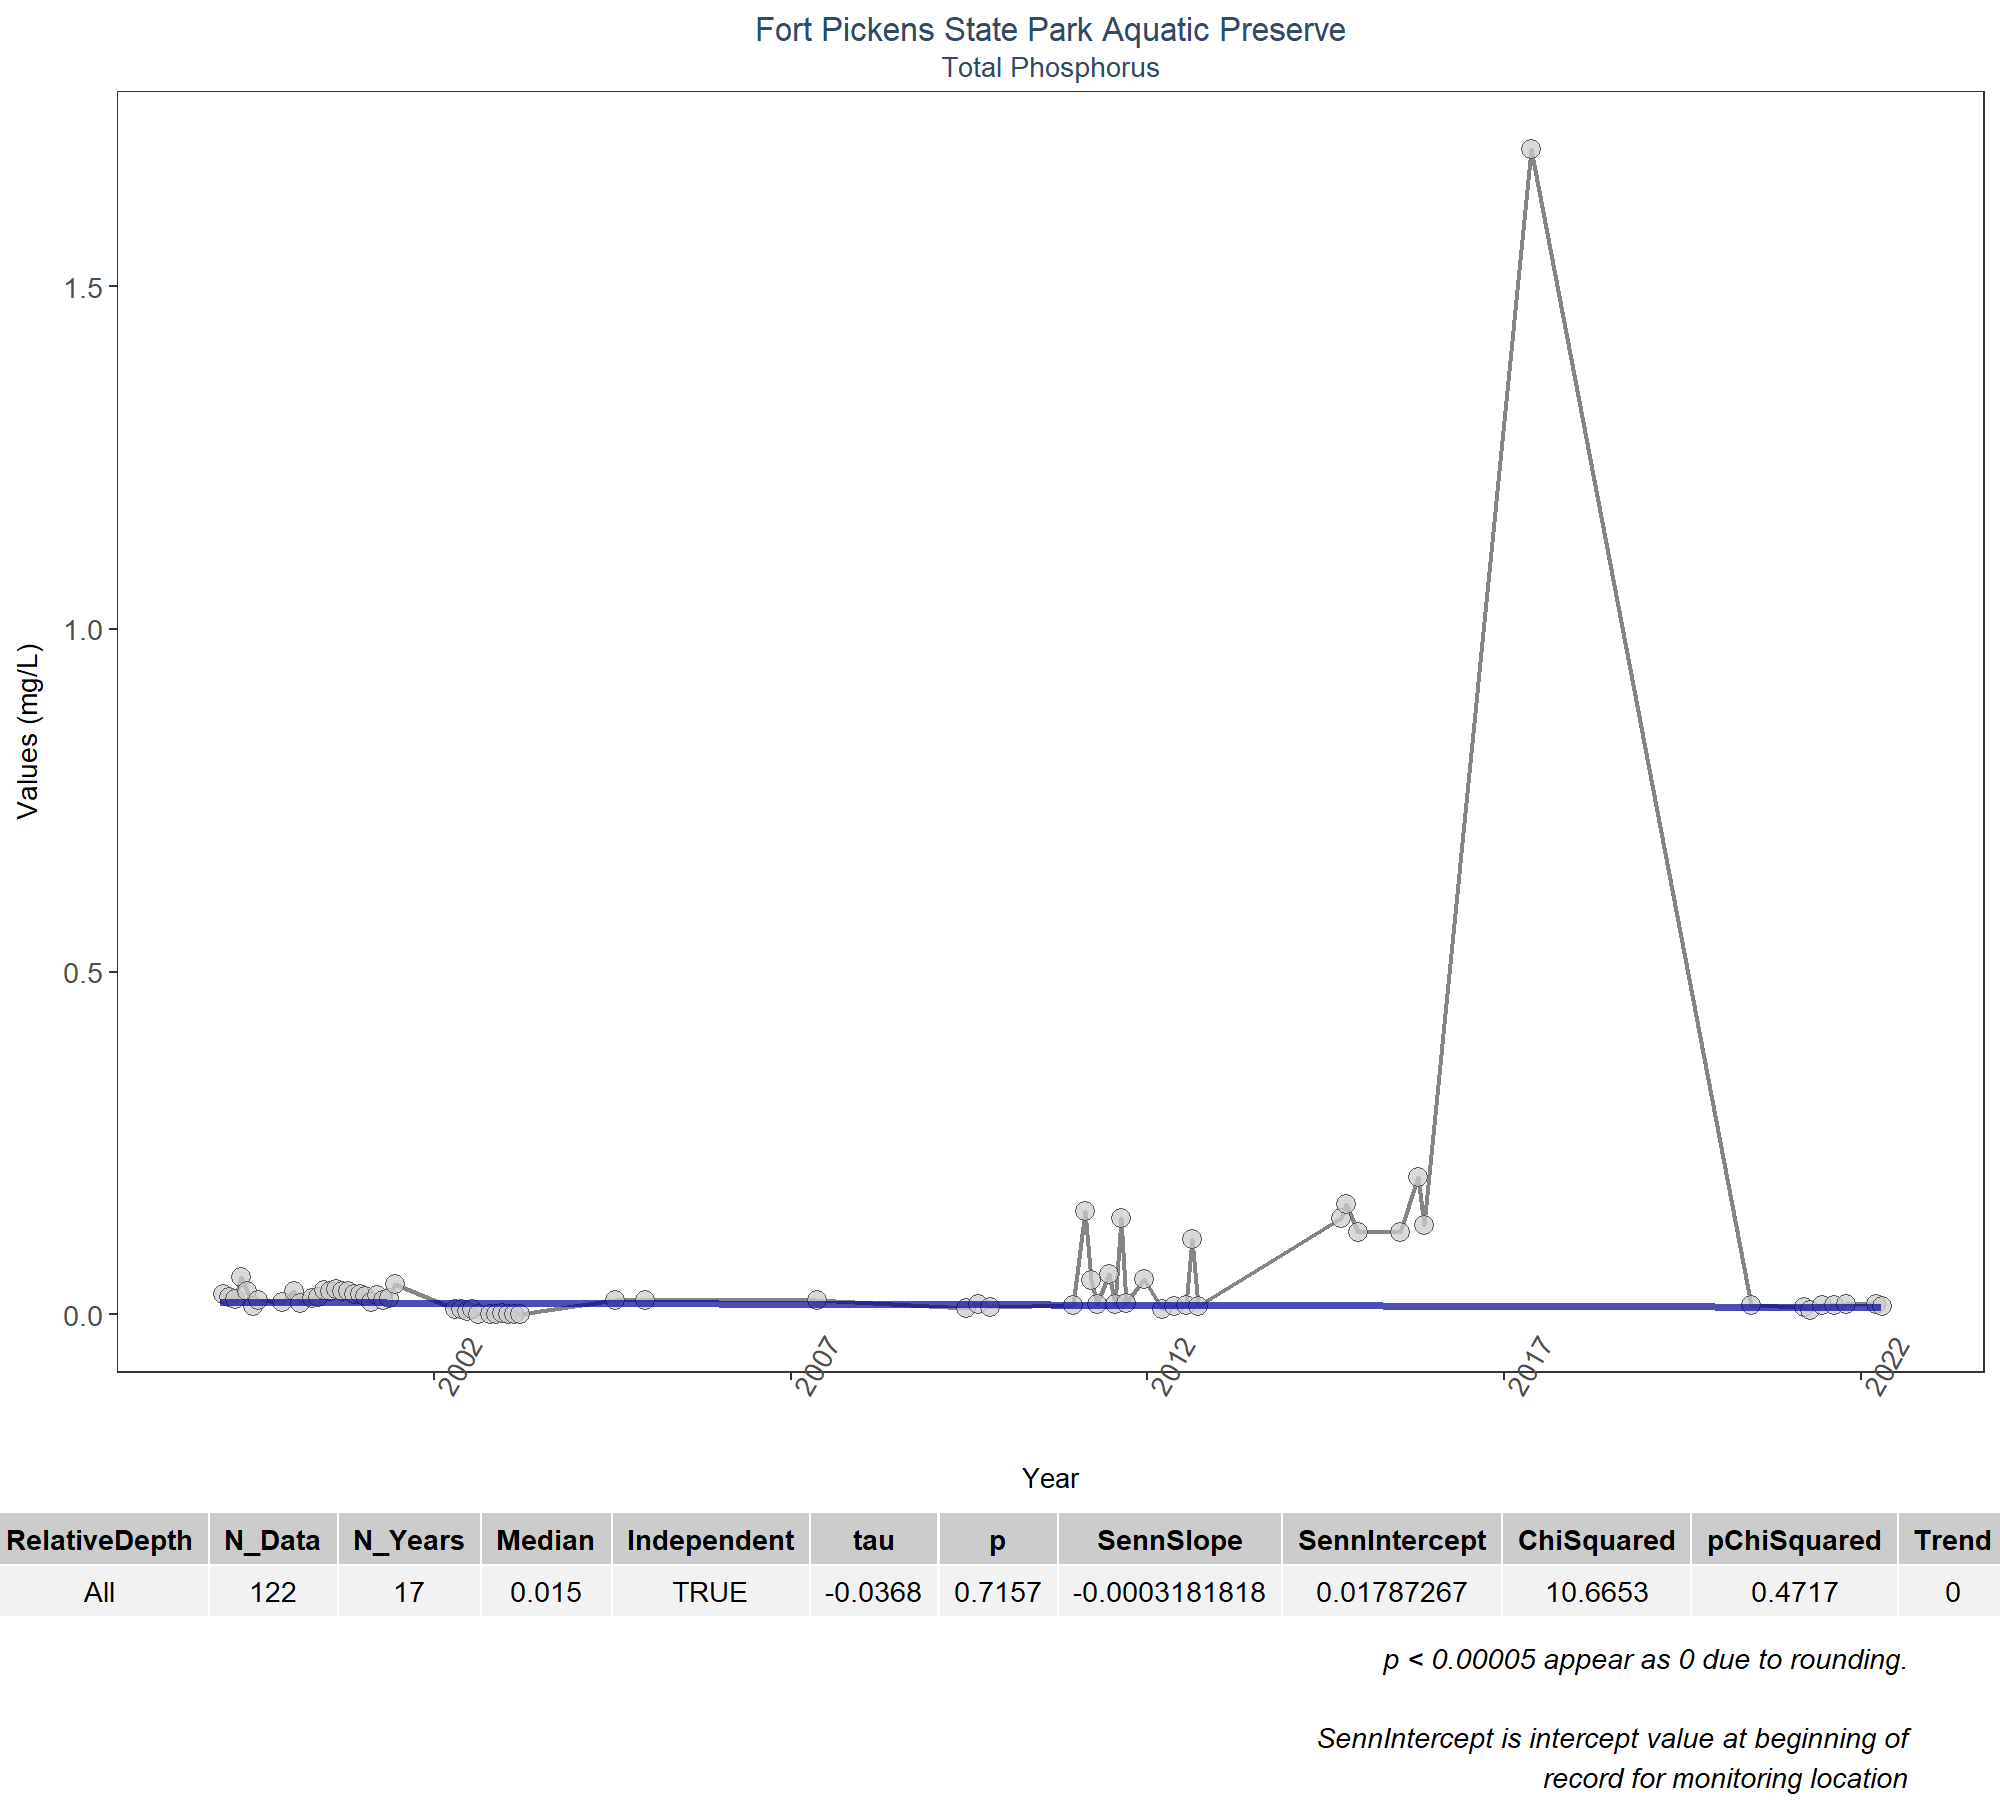 Fort Pickens State Park Aquatic Preserve
Total Phosphorus
Values (mg/L)
1.5
1.0
0.5
0.0
2002 2007 2012 2017 2022
Year
RelativeDepth N_Data N_Years Median Independent tau p SennSlope SennIntercept ChiSquared pChiSquared Trend
All 122 17 0.015 TRUE -0.0368 0.7157 -0.0003181818 0.01787267 10.6653 0.4717 0
p < 0.00005 appear as 0 due to rounding.
SennIntercept is intercept value at beginning of
record for monitoring location